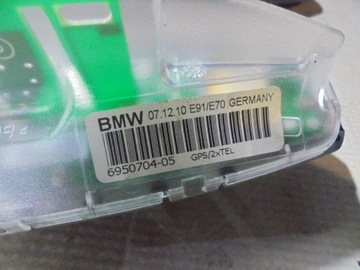 BMW 07.12.10 E91/E70 GERMANY
6950704-05 GPS/2xTEL